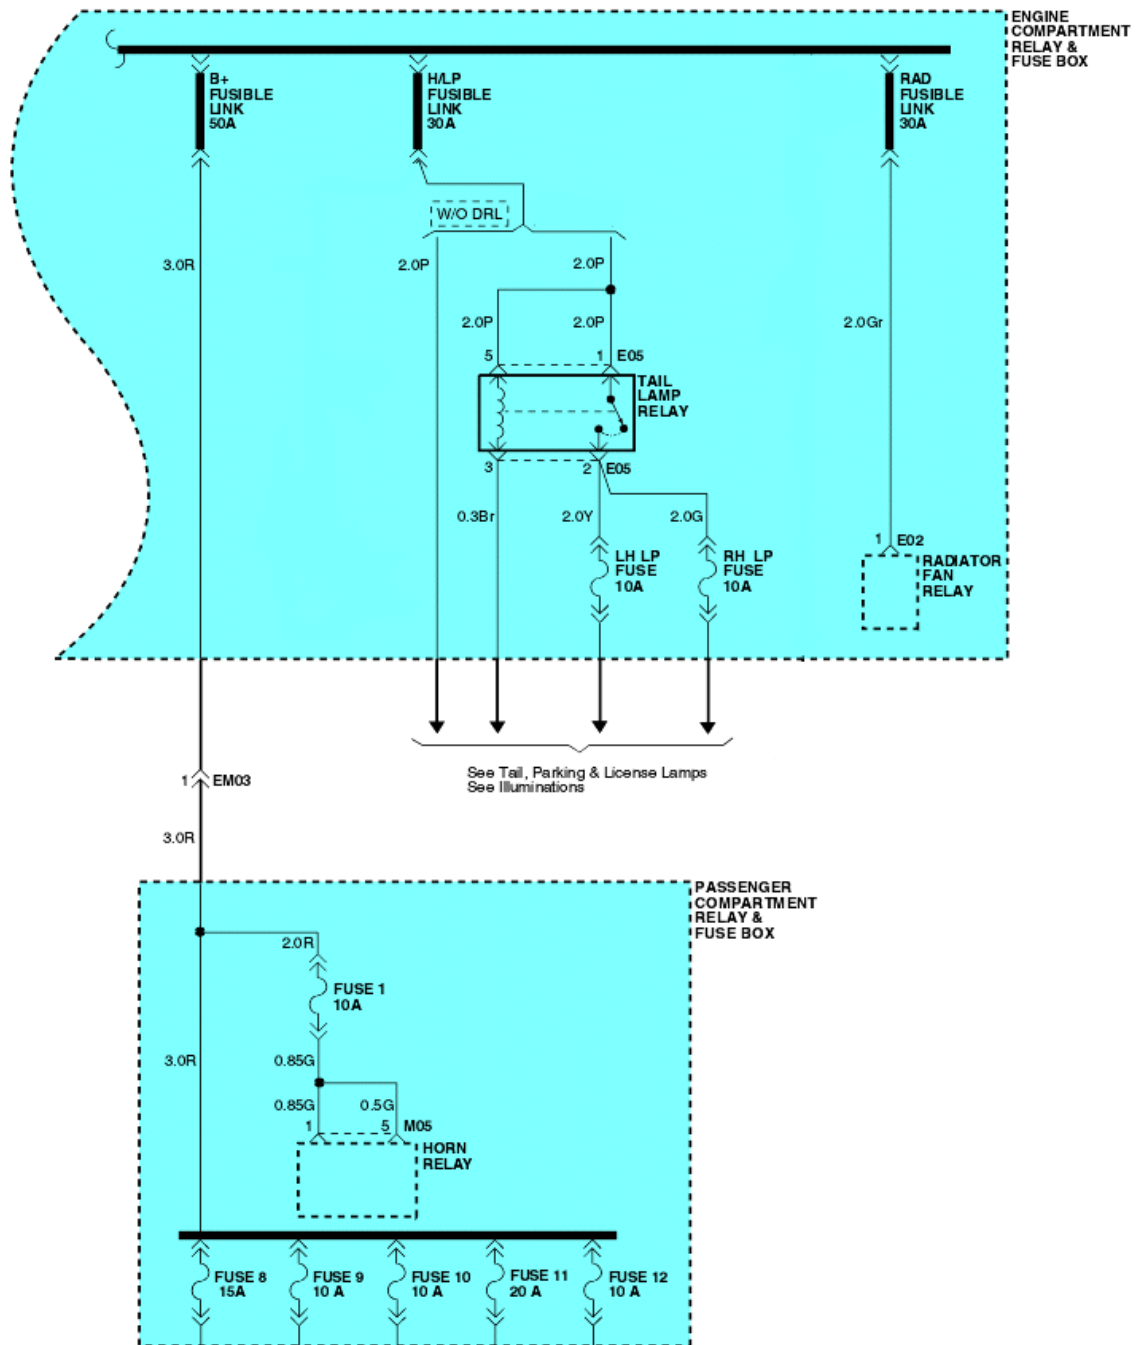 ENGINE
COMPARTMENT
RELAY &
FUSE BOX
B+
FUSIBLE
LINK
50A
H/LP
FUSIBLE
LINK
30A
RAD
FUSIBLE
LINK
30A
W/O DRL
3.0R
2.0P
2.0P
2.0P
2.0P
2.0Gr
5
1
E05
TAIL
LAMP
RELAY
3
2
E05
0.3Br
2.0Y
2.0G
1
E02
LH LP
FUSE
10A
RH LP
FUSE
10A
RADIATOR
FAN
RELAY
See Tail, Parking & License Lamps
See Illuminations
1
EM03
3.0R
PASSENGER
COMPARTMENT
RELAY &
FUSE BOX
2.0R
FUSE 1
10A
3.0R
0.85G
0.85G
0.5G
1
5
M05
HORN
RELAY
FUSE 8
15A
FUSE 9
10 A
FUSE 10
10 A
FUSE 11
20 A
FUSE 12
10 A